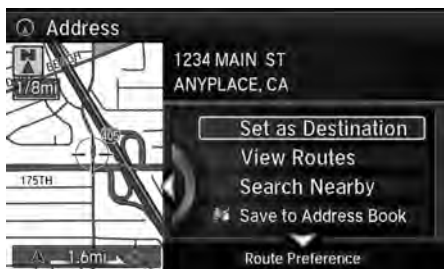 Address
1234 MAIN ST
ANYPLACE, CA
1/8mi
405
175TH
1.6mi
Set as Destination
View Routes
Search Nearby
Save to Address Book
Route Preference